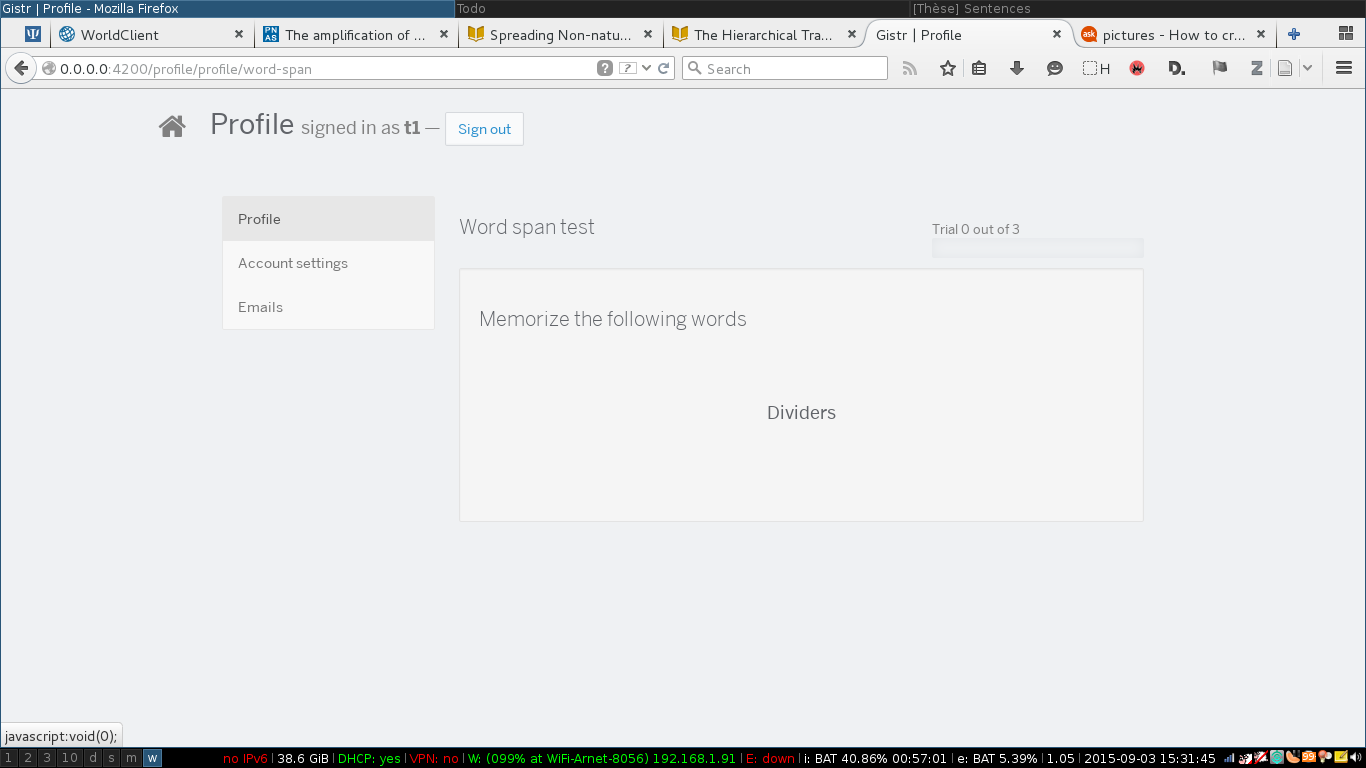 Gistr | Profile - Mozilla Firefox
Todo
[Thèse] Sentences
WorldClient
PN AS The amplification of ...
Spreading Non-natu...
The Hierarchical Tra...
Gistr | Profile
ask pictures - How to cr...
0.0.0.0:4200/profile/profile/word-span
Search
H
D.
Z
Profile signed in as t1 — Sign out
Profile
Account settings
Emails
Word span test
Trial 0 out of 3
Memorize the following words
Dividers
javascript:void(0);
1 2 3 10 d s m w
no IPv6 | 38.6 GiB | DHCP: yes | VPN: no | W: (099% at WiFi-Arnet-8056) 192.168.1.91 | E: down | i: BAT 40.86% 00:57:01 | e: BAT 5.39% | 1.05 | 2015-09-03 15:31:45
99